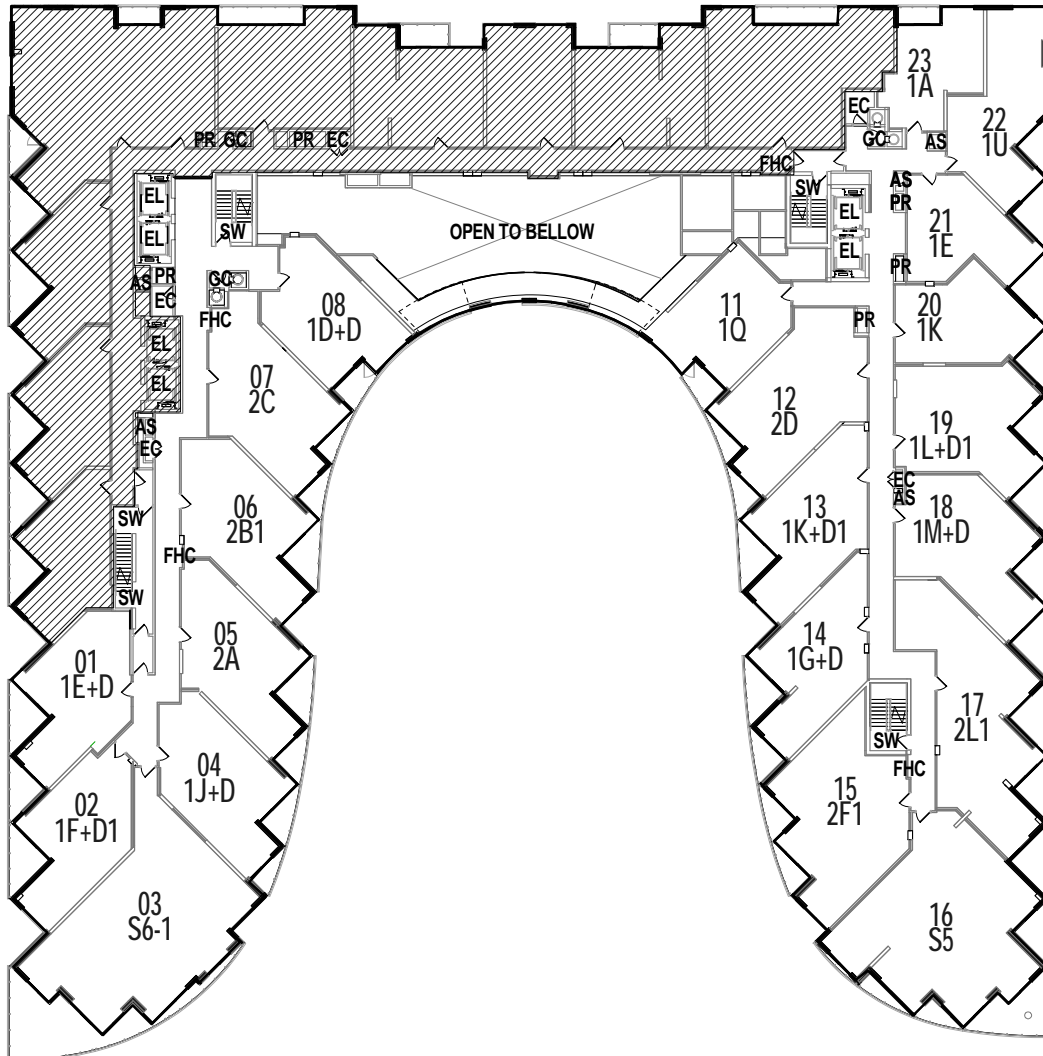 23
1A
EC
22
1U
PR
GC
PR
EC
GC
AS
FHC
EL
SW
AS
PR
EL
EL
SW
OPEN TO BELLOW
21
1E
EL
EL
AS
PR
EC
GC
PR
08
1D+D
11
1Q
20
1K
FHC
PR
EL
EL
07
2C
12
2D
19
1L+D1
AS
EC
EC
AS
06
2B1
13
1K+D1
18
1M+D
SW
FHC
SW
05
2A
14
1G+D
01
1E+D
17
2L1
SW
FHC
04
1J+D
15
2F1
02
1F+D1
03
S6-1
16
S5